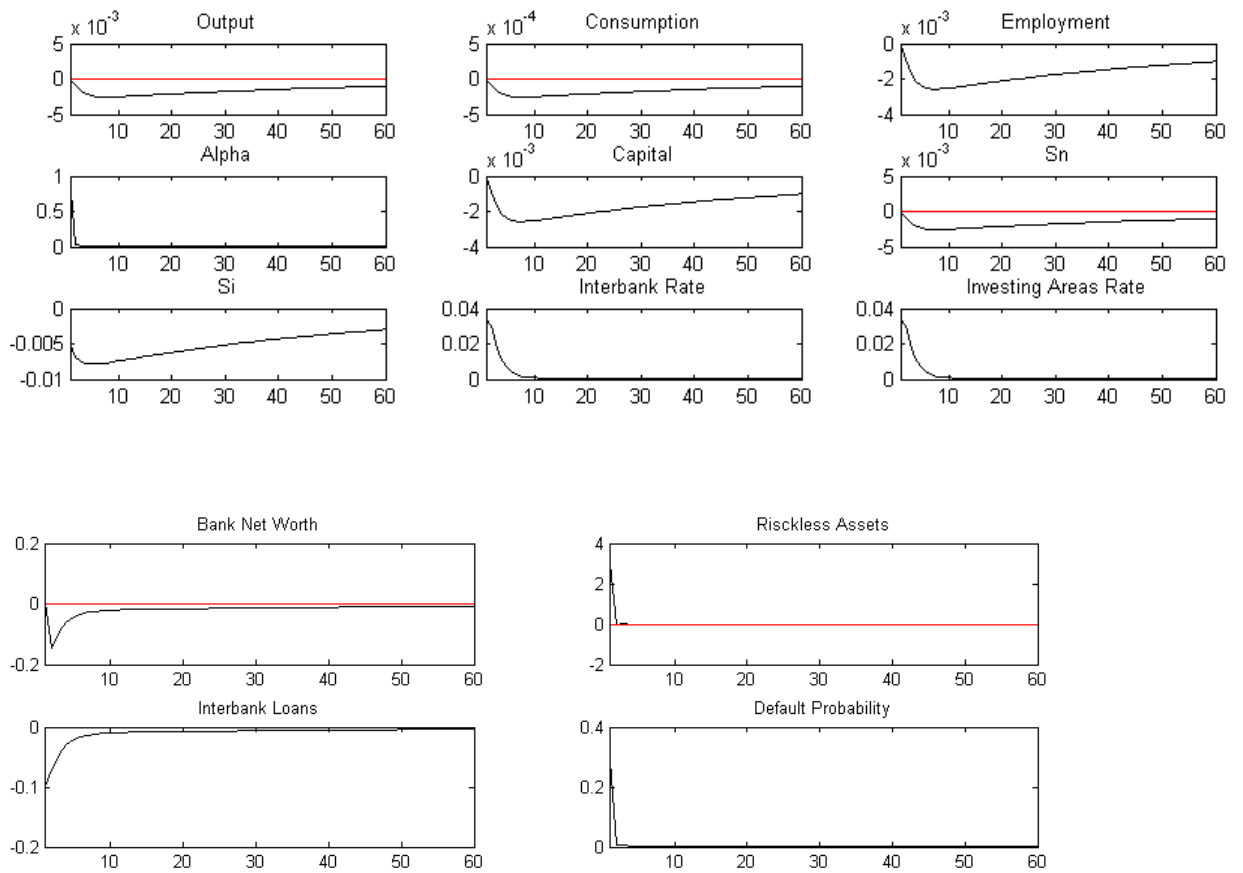 Output
x 10-3
5
0
-5
10 20 30 40 50 60
Consumption
x 10-4
5
0
-5
10 20 30 40 50 60
Employment
x 10-3
0
-2
-4
10 20 30 40 50 60
Alpha
1
0.5
0
10 20 30 40 50 60
Capital
x 10-3
0
-2
-4
10 20 30 40 50 60
Sn
x 10-3
5
0
-5
10 20 30 40 50 60
Si
0
-0.005
-0.01
10 20 30 40 50 60
Interbank Rate
0.04
0.02
0
10 20 30 40 50 60
Investing Areas Rate
0.04
0.02
0
10 20 30 40 50 60
Bank Net Worth
0.2
0
-0.2
10 20 30 40 50 60
Risckless Assets
4
2
0
-2
10 20 30 40 50 60
Interbank Loans
0
-0.1
-0.2
10 20 30 40 50 60
Default Probability
0.4
0.2
0
10 20 30 40 50 60